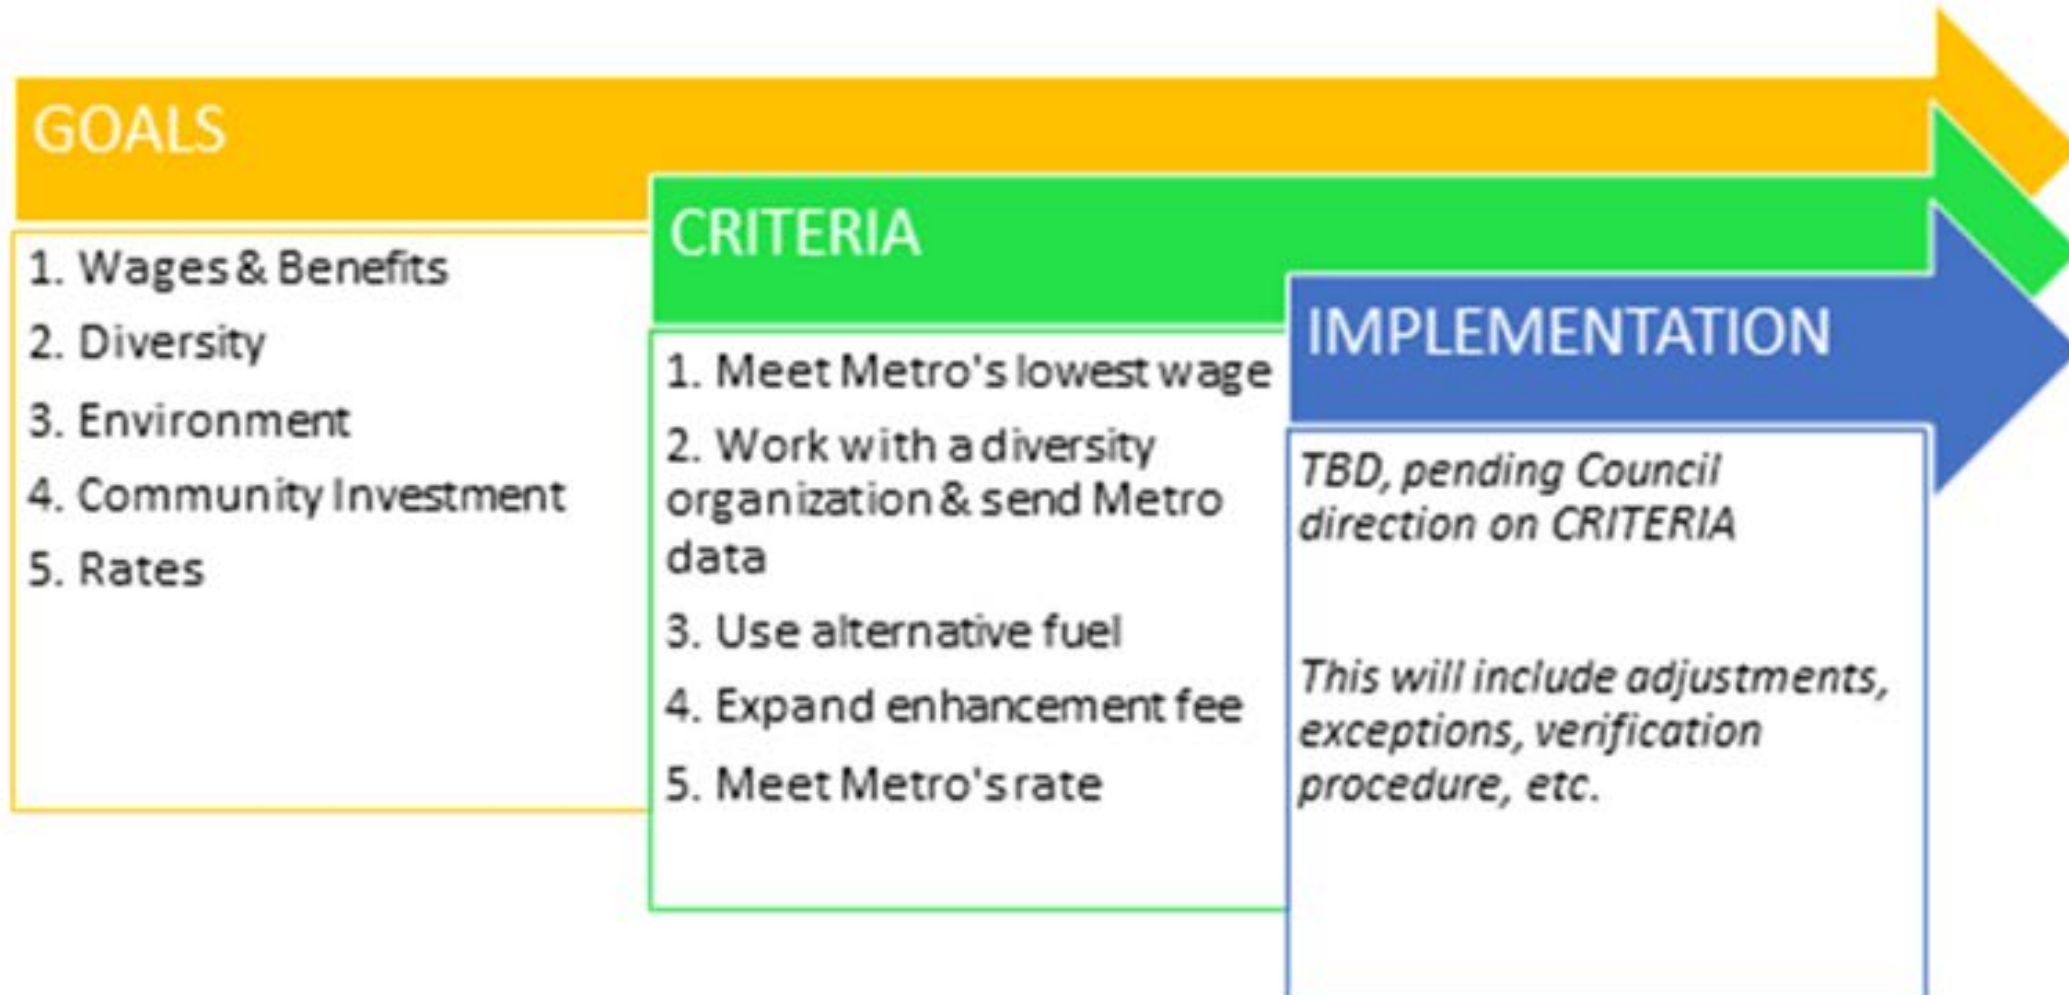 GOALS
1. Wages & Benefits
2. Diversity
3. Environment
4. Community Investment
5. Rates
CRITERIA
1. Meet Metro's lowest wage
2. Work with a diversity
organization & send Metro
data
3. Use alternative fuel
4. Expand enhancement fee
5. Meet Metro's rate
IMPLEMENTATION
TBD, pending Council
direction on CRITERIA
This will include adjustments,
exceptions, verification
procedure, etc.